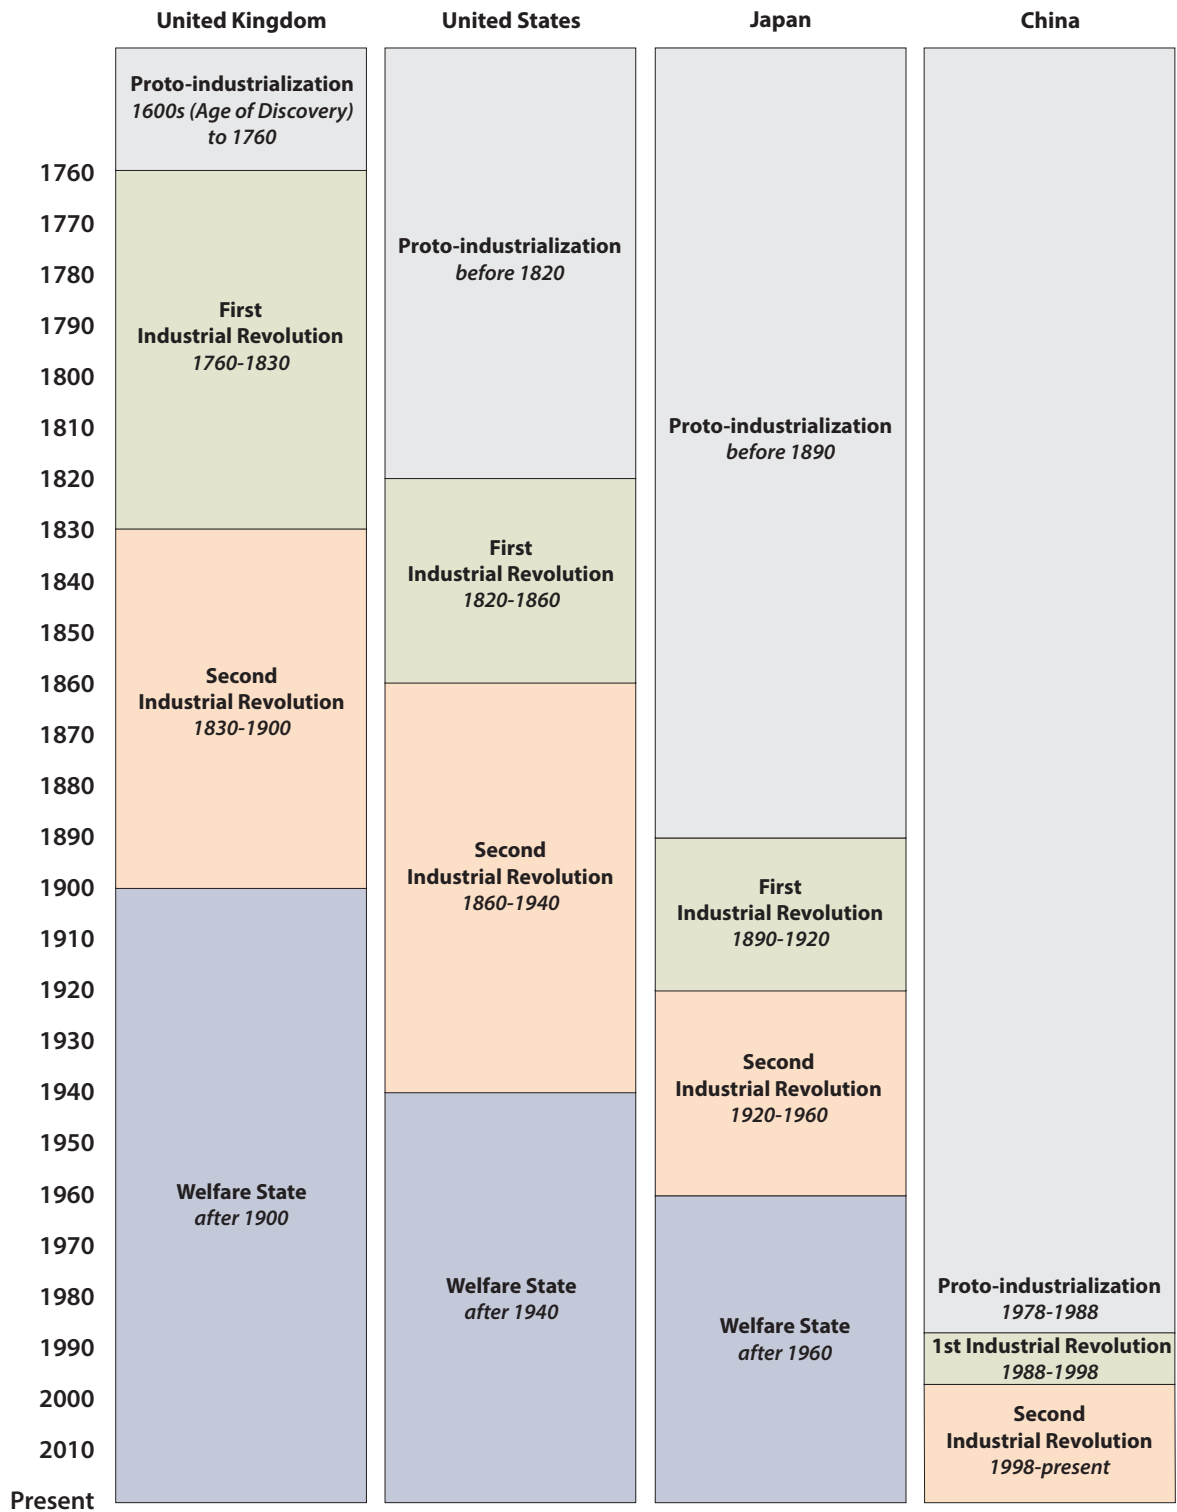 United Kingdom
United States
Japan
China
Proto-industrialization
1600s (Age of Discovery)
to 1760
First
Industrial Revolution
1760-1830
Second
Industrial Revolution
1830-1900
Welfare State
after 1900
Proto-industrialization
before 1820
First
Industrial Revolution
1820-1860
Second
Industrial Revolution
1860-1940
Welfare State
after 1940
Proto-industrialization
before 1890
First
Industrial Revolution
1890-1920
Second
Industrial Revolution
1920-1960
Welfare State
after 1960
Proto-industrialization
1978-1988
1st Industrial Revolution
1988-1998
Second
Industrial Revolution
1998-present
1760
1770
1780
1790
1800
1810
1820
1830
1840
1850
1860
1870
1880
1890
1900
1910
1920
1930
1940
1950
1960
1970
1980
1990
2000
2010
Present